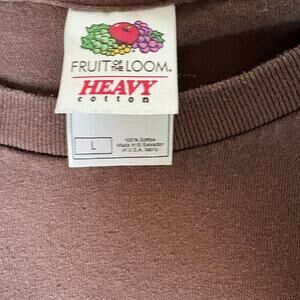 FRUIT OF THE LOOM®
HEAVY
cotton
L
100% Cotton
Made in El Salvador
of U.S.A. fabric